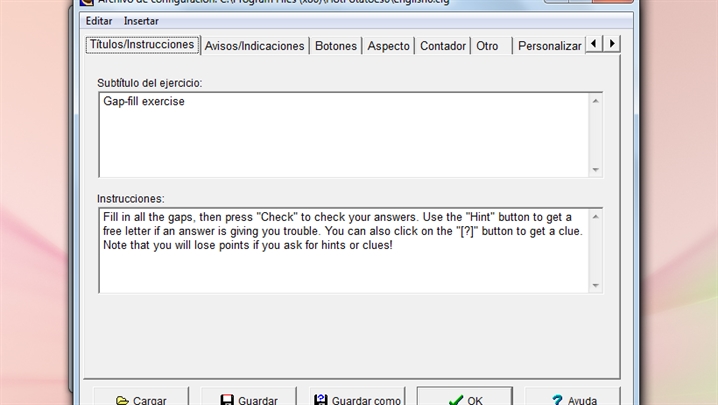 Archivo de configuración: C:\Program Files (x86)\HotPotatoes6\english6.cfg
Editar Insertar
Títulos/Instrucciones Avisos/Indicaciones Botones Aspecto Contador Otro Personalizar
Subtítulo del ejercicio:
Gap-fill exercise
Instrucciones:
Fill in all the gaps, then press "Check" to check your answers. Use the "Hint" button to get a
free letter if an answer is giving you trouble. You can also click on the "[?]" button to get a clue.
Note that you will lose points if you ask for hints or clues!
Cargar Guardar Guardar como OK Ayuda